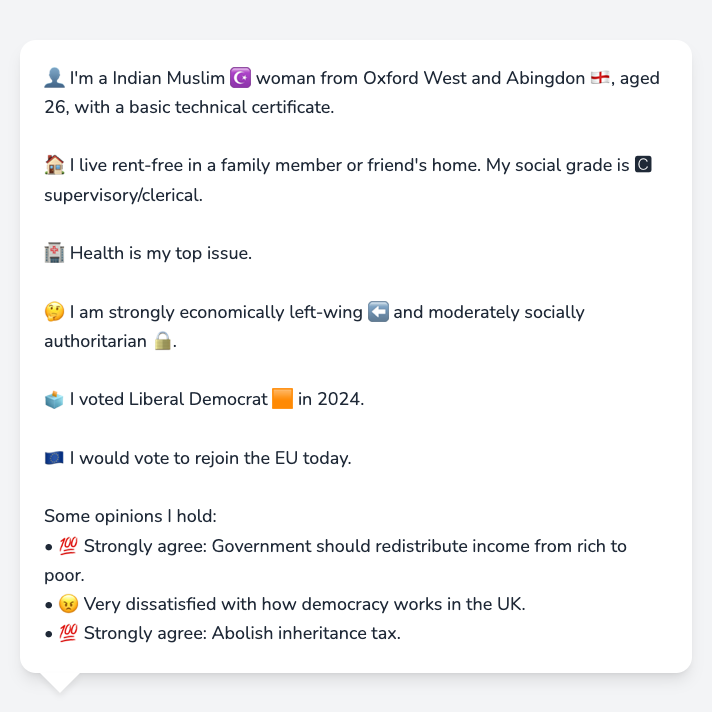 👤 I'm a Indian Muslim ☪️ woman from Oxford West and Abingdon 🏴󠁧󠁢󠁥󠁮󠁧󠁿, aged
26, with a basic technical certificate.
🏠 I live rent-free in a family member or friend's home. My social grade is 🅲
supervisory/clerical.
🏥 Health is my top issue.
🤔 I am strongly economically left-wing ⬅️ and moderately socially
authoritarian 🔒.
🗳️ I voted Liberal Democrat 🟧 in 2024.
🇪🇺 I would vote to rejoin the EU today.
Some opinions I hold:
• 💯 Strongly agree: Government should redistribute income from rich to
poor.
• 😠 Very dissatisfied with how democracy works in the UK.
• 💯 Strongly agree: Abolish inheritance tax.